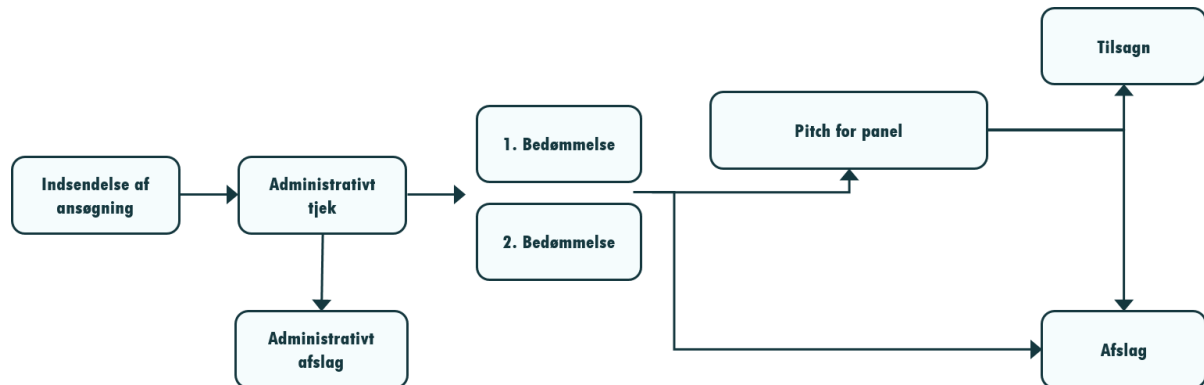 Indsendelse af
ansøgning
Administrativt
tjek
Administrativt
afslag
1. Bedømmelse
2. Bedømmelse
Pitch for panel
Tilsagn
Afslag